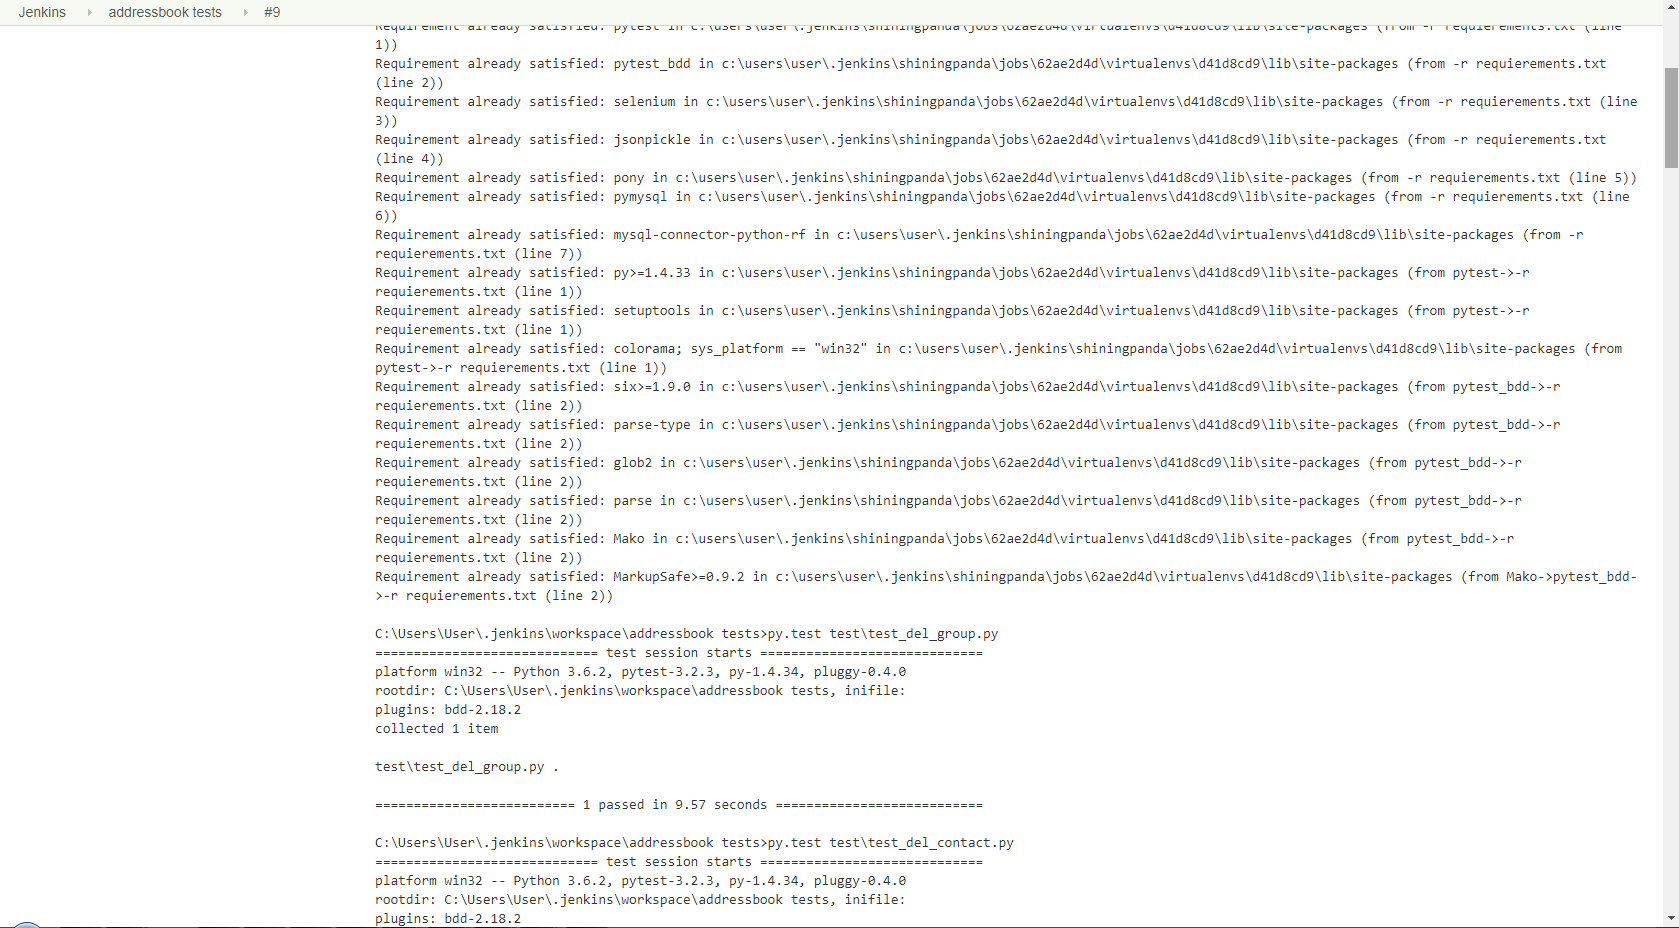 Jenkins addressbook tests #9
Requirement already satisfied: pytest in c:\users\user\.jenkins\shiningpanda\jobs\62ae2d4d\virtualenvs\d41d8cd9\lib\site-packages (from -r requierements.txt (line
1))
Requirement already satisfied: pytest_bdd in c:\users\user\.jenkins\shiningpanda\jobs\62ae2d4d\virtualenvs\d41d8cd9\lib\site-packages (from -r requierements.txt
(line 2))
Requirement already satisfied: selenium in c:\users\user\.jenkins\shiningpanda\jobs\62ae2d4d\virtualenvs\d41d8cd9\lib\site-packages (from -r requierements.txt (line
3))
Requirement already satisfied: jsonpickle in c:\users\user\.jenkins\shiningpanda\jobs\62ae2d4d\virtualenvs\d41d8cd9\lib\site-packages (from -r requierements.txt
(line 4))
Requirement already satisfied: pony in c:\users\user\.jenkins\shiningpanda\jobs\62ae2d4d\virtualenvs\d41d8cd9\lib\site-packages (from -r requierements.txt (line 5))
Requirement already satisfied: pymysql in c:\users\user\.jenkins\shiningpanda\jobs\62ae2d4d\virtualenvs\d41d8cd9\lib\site-packages (from -r requierements.txt (line
6))
Requirement already satisfied: mysql-connector-python-rf in c:\users\user\.jenkins\shiningpanda\jobs\62ae2d4d\virtualenvs\d41d8cd9\lib\site-packages (from -r
requierements.txt (line 7))
Requirement already satisfied: py>=1.4.33 in c:\users\user\.jenkins\shiningpanda\jobs\62ae2d4d\virtualenvs\d41d8cd9\lib\site-packages (from pytest->-r
requierements.txt (line 1))
Requirement already satisfied: setuptools in c:\users\user\.jenkins\shiningpanda\jobs\62ae2d4d\virtualenvs\d41d8cd9\lib\site-packages (from pytest->-r
requierements.txt (line 1))
Requirement already satisfied: colorama; sys_platform == "win32" in c:\users\user\.jenkins\shiningpanda\jobs\62ae2d4d\virtualenvs\d41d8cd9\lib\site-packages (from
pytest->-r requierements.txt (line 1))
Requirement already satisfied: six>=1.9.0 in c:\users\user\.jenkins\shiningpanda\jobs\62ae2d4d\virtualenvs\d41d8cd9\lib\site-packages (from pytest_bdd->-r
requierements.txt (line 2))
Requirement already satisfied: parse-type in c:\users\user\.jenkins\shiningpanda\jobs\62ae2d4d\virtualenvs\d41d8cd9\lib\site-packages (from pytest_bdd->-r
requierements.txt (line 2))
Requirement already satisfied: glob2 in c:\users\user\.jenkins\shiningpanda\jobs\62ae2d4d\virtualenvs\d41d8cd9\lib\site-packages (from pytest_bdd->-r
requierements.txt (line 2))
Requirement already satisfied: parse in c:\users\user\.jenkins\shiningpanda\jobs\62ae2d4d\virtualenvs\d41d8cd9\lib\site-packages (from pytest_bdd->-r
requierements.txt (line 2))
Requirement already satisfied: Mako in c:\users\user\.jenkins\shiningpanda\jobs\62ae2d4d\virtualenvs\d41d8cd9\lib\site-packages (from pytest_bdd->-r
requierements.txt (line 2))
Requirement already satisfied: MarkupSafe>=0.9.2 in c:\users\user\.jenkins\shiningpanda\jobs\62ae2d4d\virtualenvs\d41d8cd9\lib\site-packages (from Mako->pytest_bdd-
>-r requierements.txt (line 2))
C:\Users\User\.jenkins\workspace\addressbook tests>py.test test\test_del_group.py
============================= test session starts =============================
platform win32 -- Python 3.6.2, pytest-3.2.3, py-1.4.34, pluggy-0.4.0
rootdir: C:\Users\User\.jenkins\workspace\addressbook tests, inifile:
plugins: bdd-2.18.2
collected 1 item
test\test_del_group.py .
========================== 1 passed in 9.57 seconds ===========================
C:\Users\User\.jenkins\workspace\addressbook tests>py.test test\test_del_contact.py
============================= test session starts =============================
platform win32 -- Python 3.6.2, pytest-3.2.3, py-1.4.34, pluggy-0.4.0
rootdir: C:\Users\User\.jenkins\workspace\addressbook tests, inifile:
plugins: bdd-2.18.2